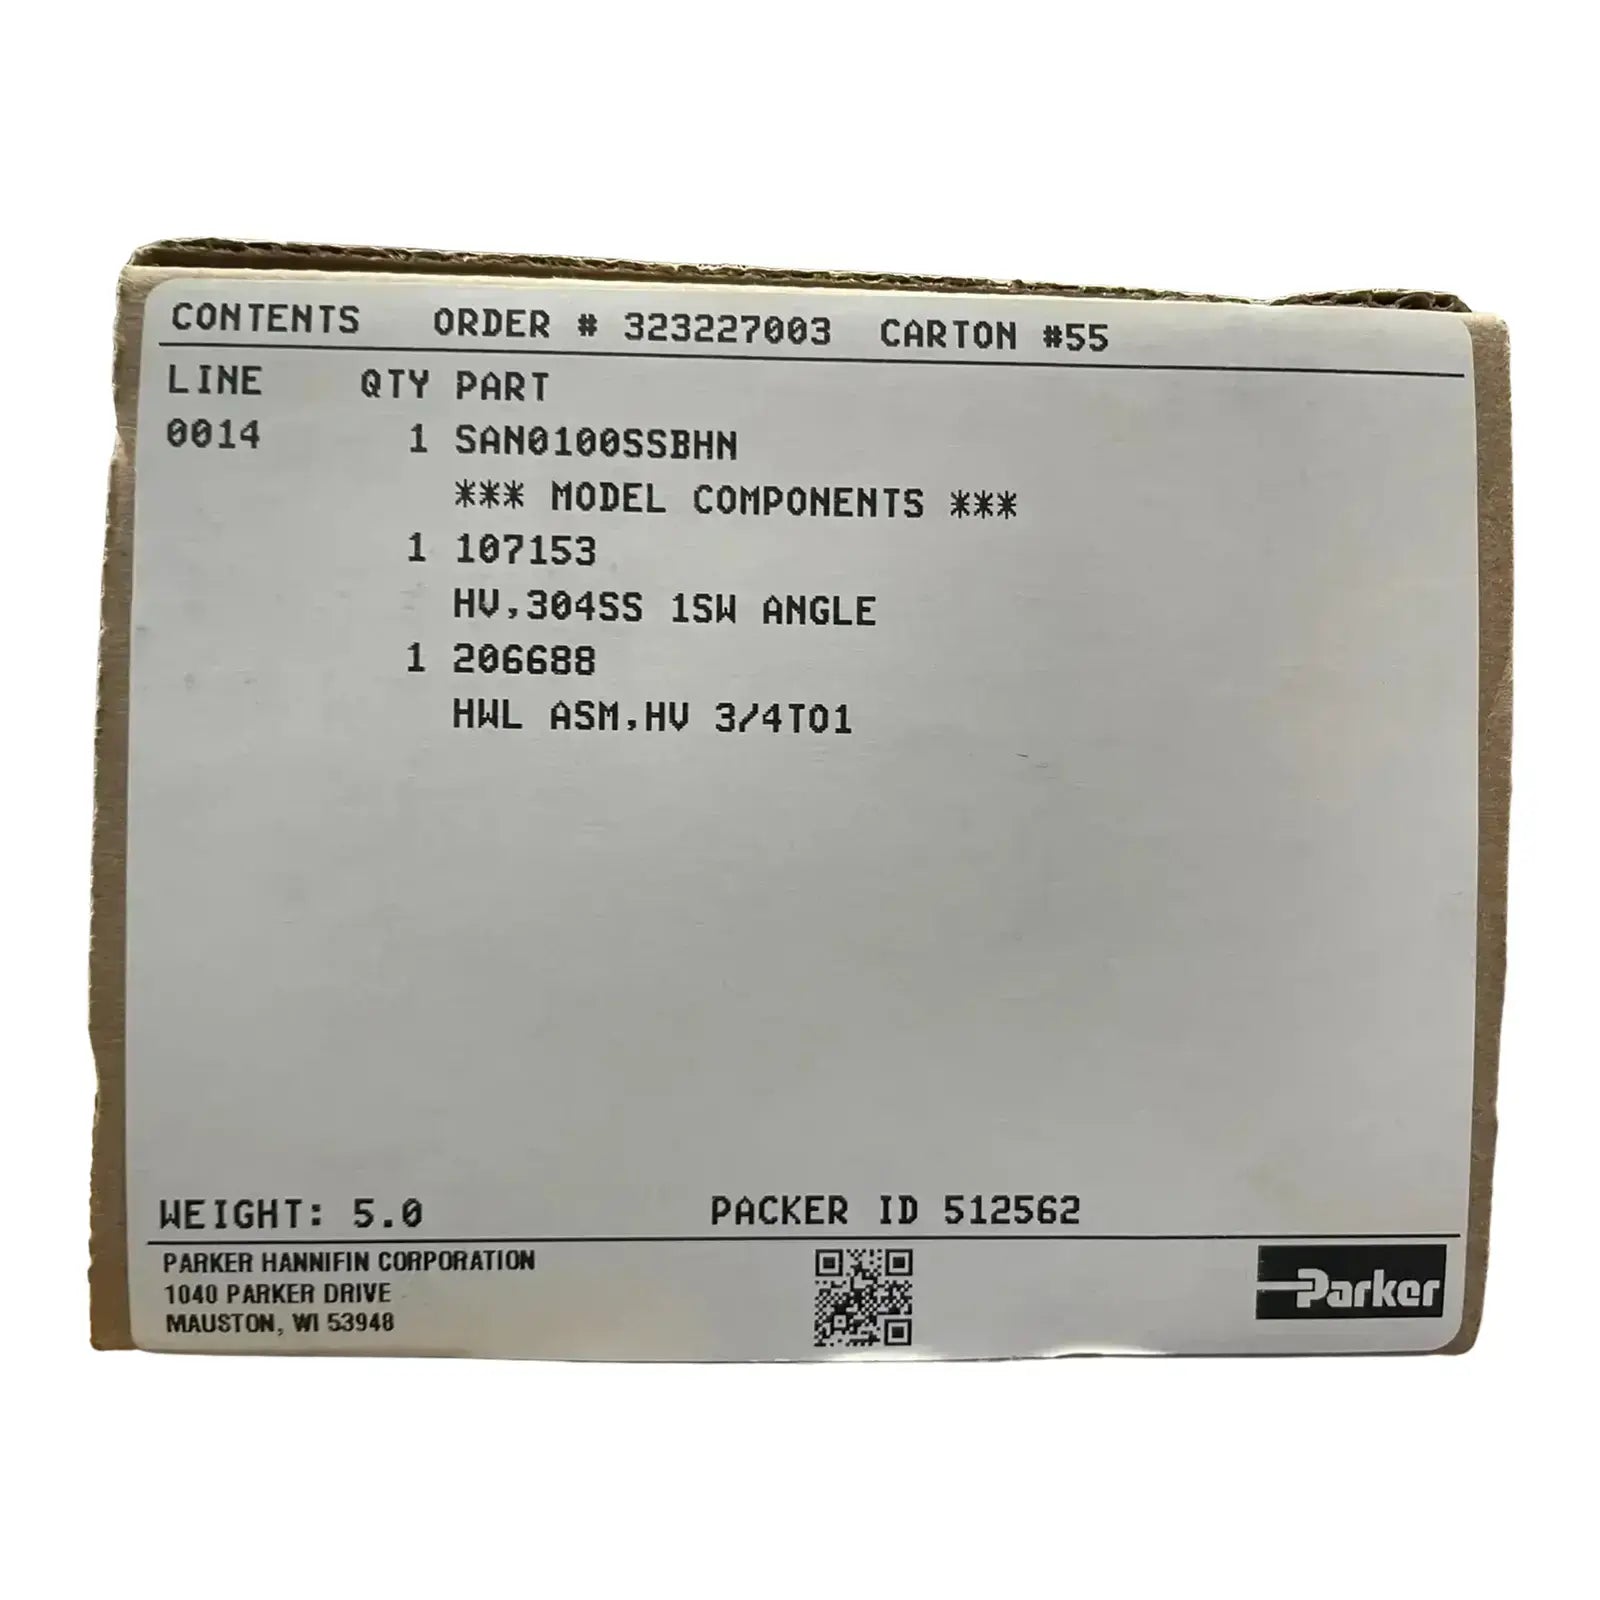 CONTENTS ORDER # 323227003 CARTON #55
LINE QTY PART
0014 1 SAN0100SSBHN
*** MODEL COMPONENTS ***
1 107153
HV,304SS 1SW ANGLE
1 206688
HWL ASM,HV 3/4TO1
WEIGHT: 5.0 PACKER ID 512562
PARKER HANNIFIN CORPORATION
1040 PARKER DRIVE
MAUSTON, WI 53948
Parker